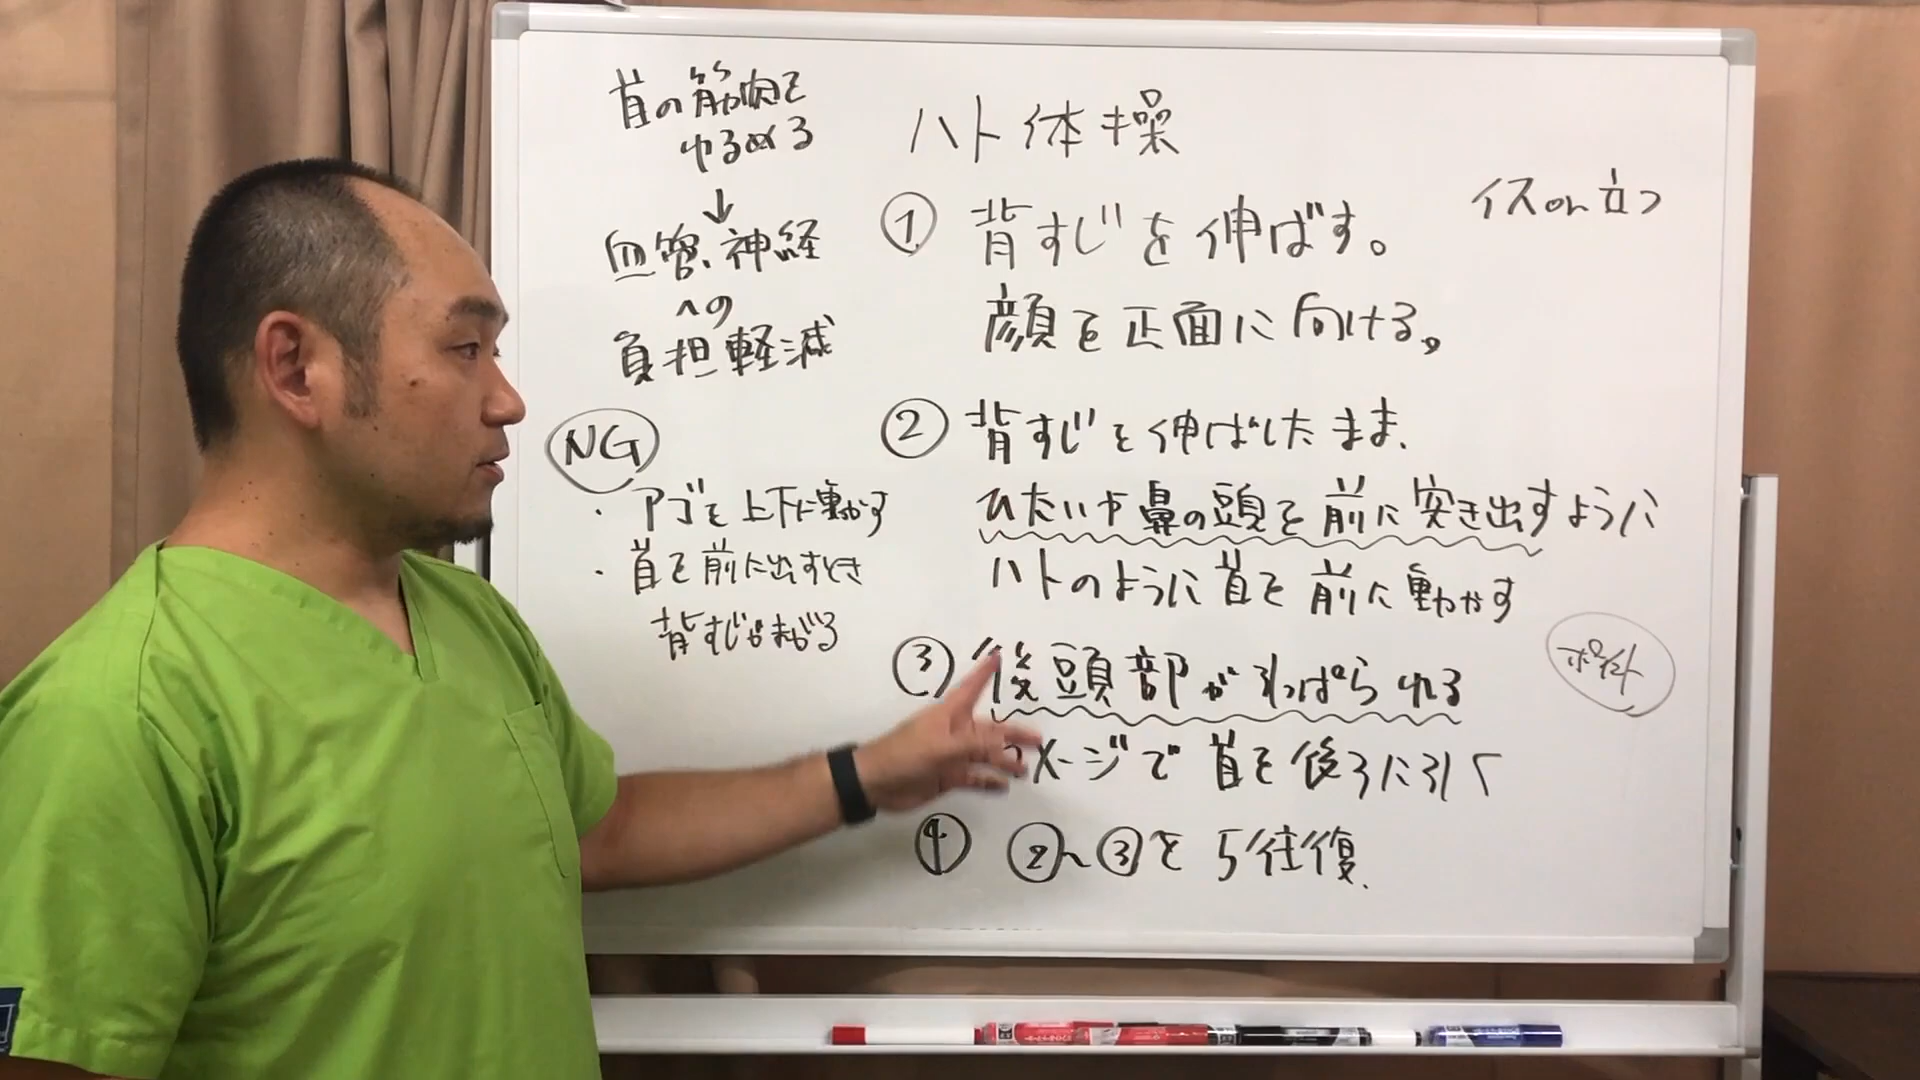 首の筋肉を
ゆるめる
↓
血管、神経
への
負担軽減
NG
・アゴを上下に動かす
・首を前に出すとき
背すじがまがる
ハト体操
イスor立つ
① 背すじを伸ばす。
顔を正面に向ける。
② 背すじを伸ばしたまま、
ひたいや鼻の頭を前に突き出すように
ハトのように首を前に動かす
③ 後頭部が引っぱられる
メージで首を後ろに引く
ポイント
④ ②~③を5往復.